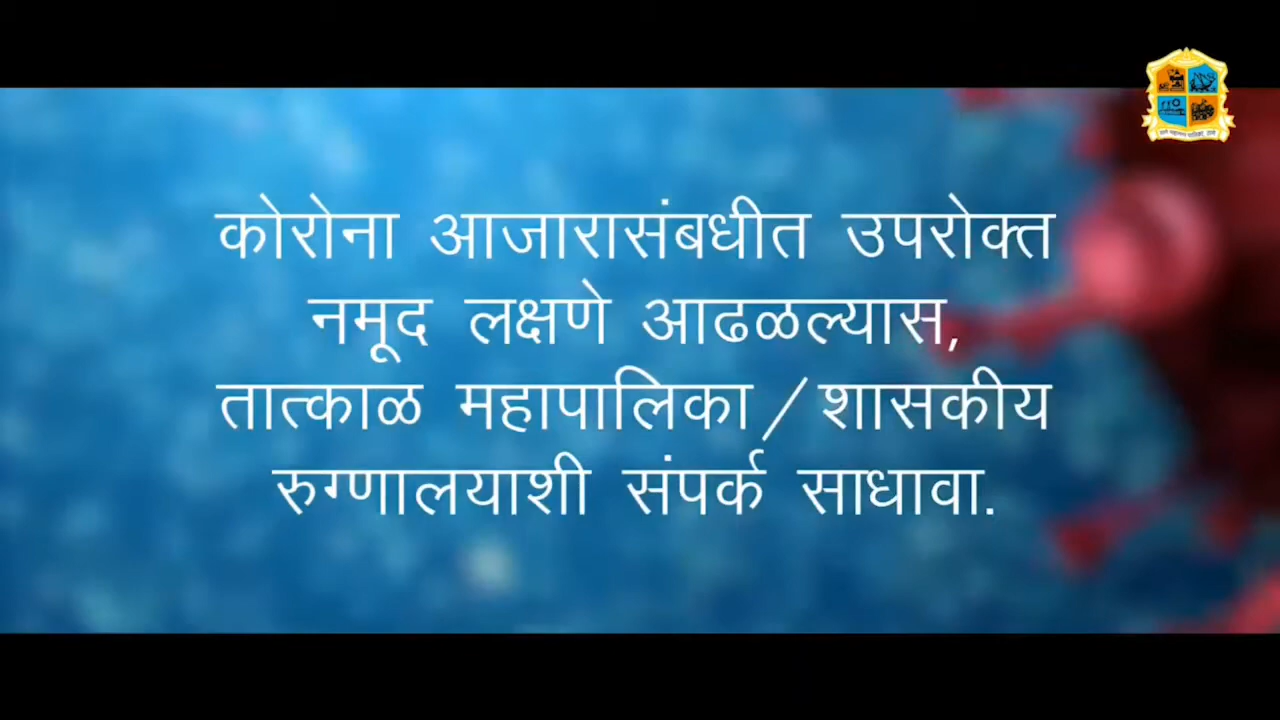 कोरोना आजारासंबधीत उपरोक्त
नमूद लक्षणे आढळल्यास,
तात्काळ महापालिका/शासकीय
रुग्णालयाशी संपर्क साधावा.